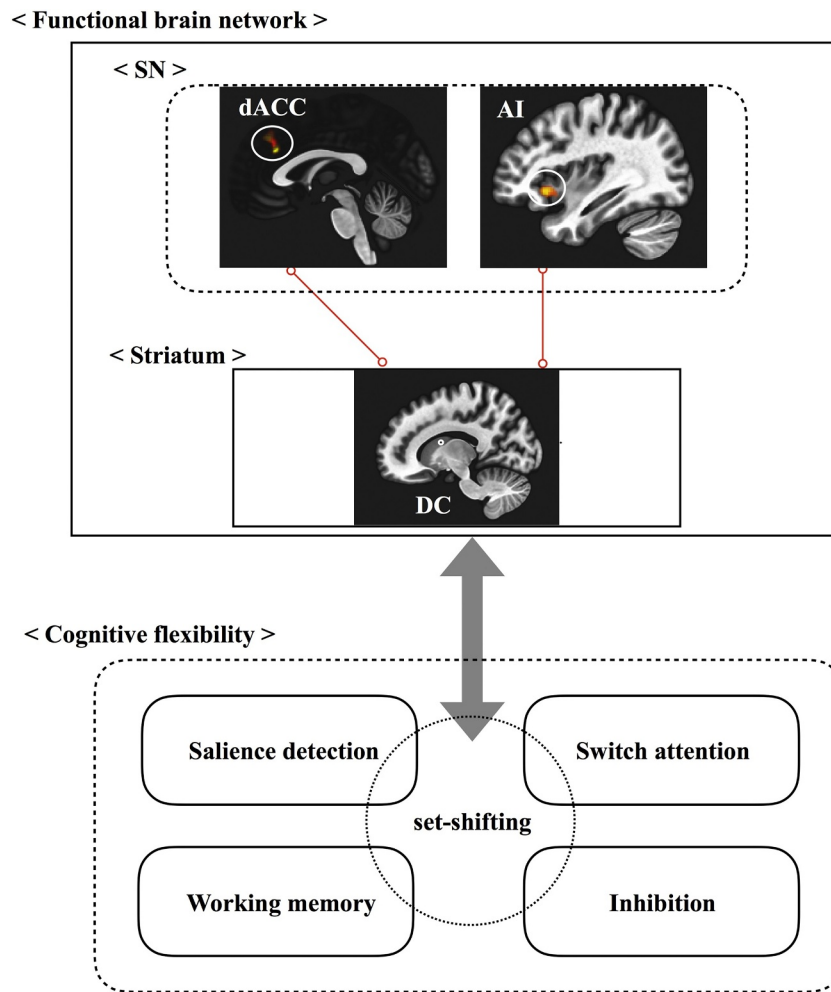 < Functional brain network >
< SN >
dACC
AI
< Striatum >
DC
< Cognitive flexibility >
Salience detection
Switch attention
set-shifting
Working memory
Inhibition